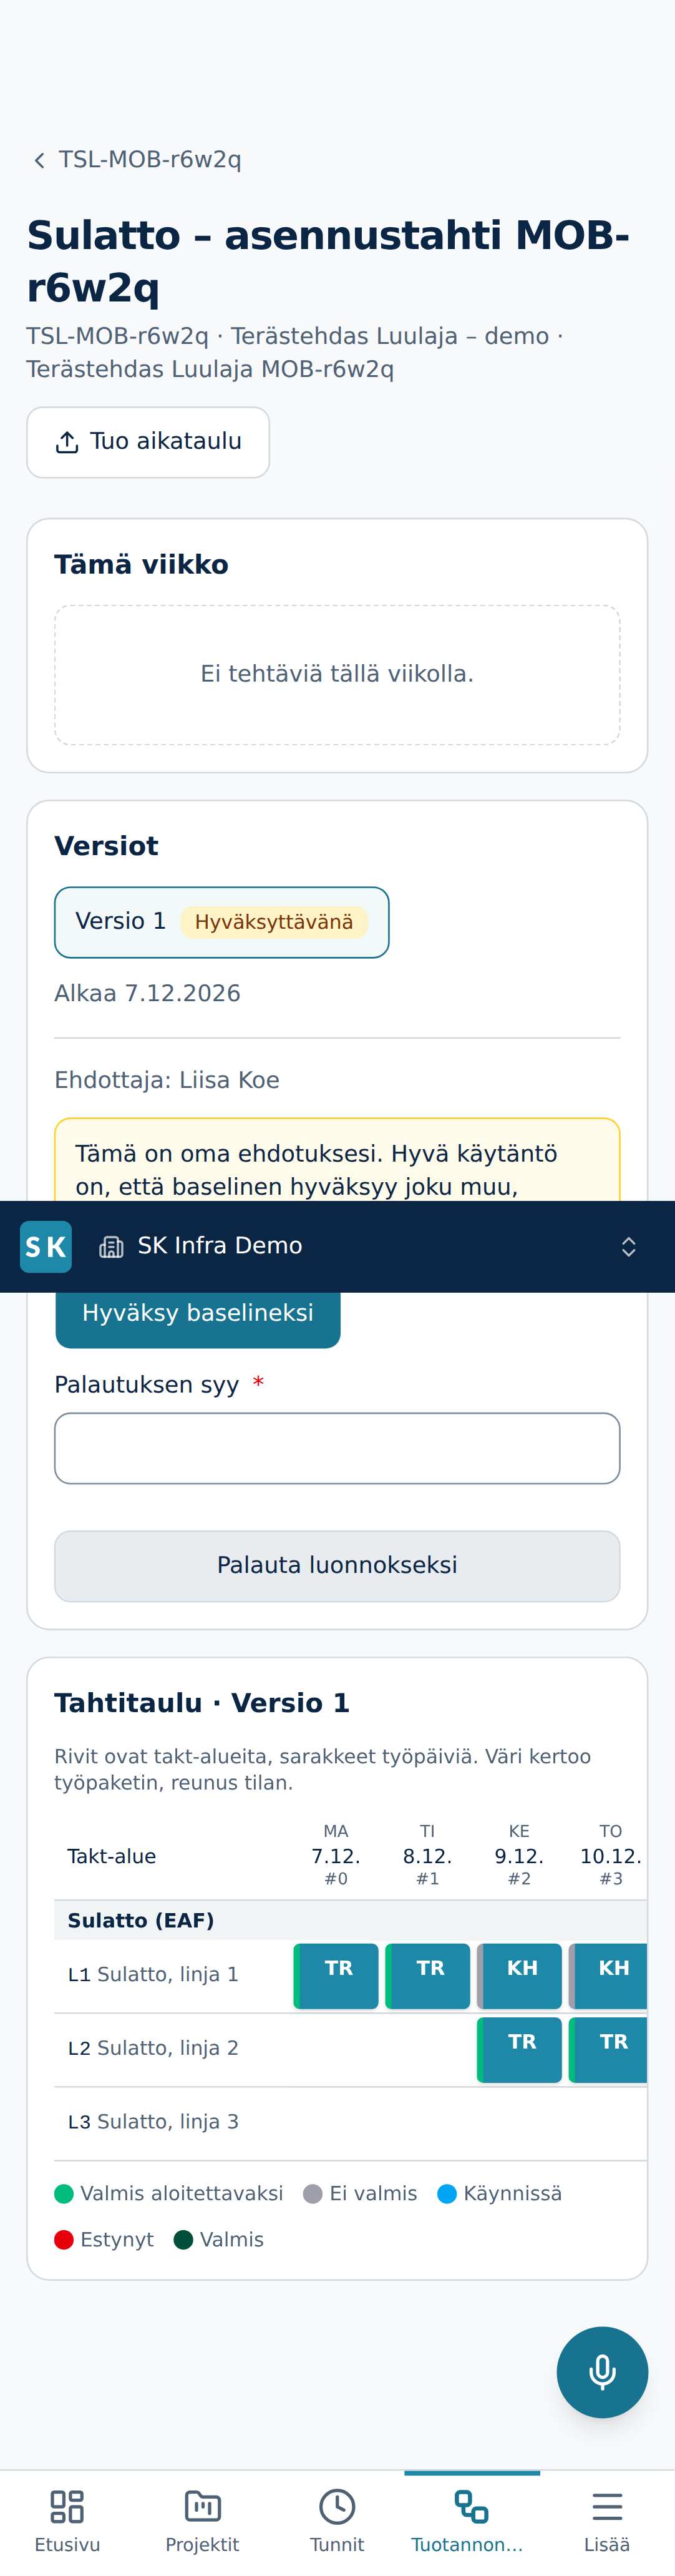 TSL-MOB-r6w2q
Sulatto – asennustahti MOB-
r6w2q
TSL-MOB-r6w2q · Terästehdas Luulaja – demo ·
Terästehdas Luulaja MOB-r6w2q
Tuo aikataulu
Tämä viikko
Ei tehtäviä tällä viikolla.
Versiot
Versio 1 Hyväksyttävänä
Alkaa 7.12.2026
Ehdottaja: Liisa Koe
Tämä on oma ehdotuksesi. Hyvä käytäntö
on, että baselinen hyväksyy joku muu,
SK SK Infra Demo
Hyväksy baselineksi
Palautuksen syy *
Palauta luonnokseksi
Tahtitaulu · Versio 1
Rivit ovat takt-alueita, sarakkeet työpäiviä. Väri kertoo
työpaketin, reunus tilan.
MA TI KE TO
Takt-alue 7.12. 8.12. 9.12. 10.12.
#0 #1 #2 #3
Sulatto (EAF)
L1 Sulatto, linja 1 TR TR KH KH
L2 Sulatto, linja 2 TR TR
L3 Sulatto, linja 3
Valmis aloitettavaksi Ei valmis Käynnissä
Estynyt Valmis
Etusivu Projektit Tunnit Tuotannon… Lisää